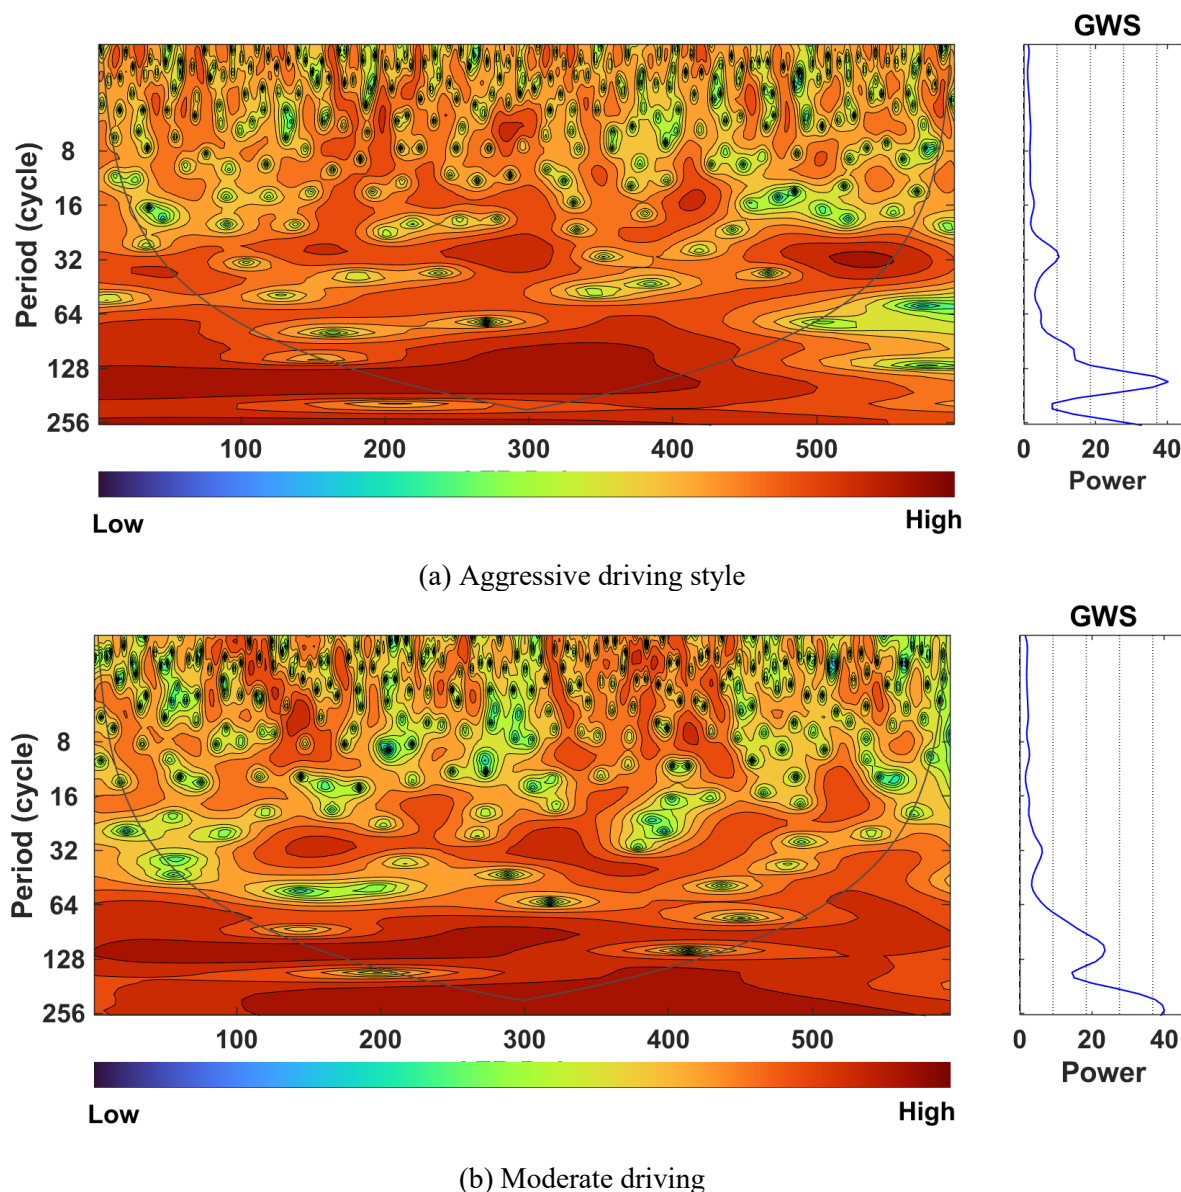 GWS
Period (cycle)
8
16
32
64
128
256
100 200 300 400 500
0 20 40
Power
Low High
(a) Aggressive driving style
GWS
Period (cycle)
8
16
32
64
128
256
100 200 300 400 500
0 20 40
Power
Low High
(b) Moderate driving